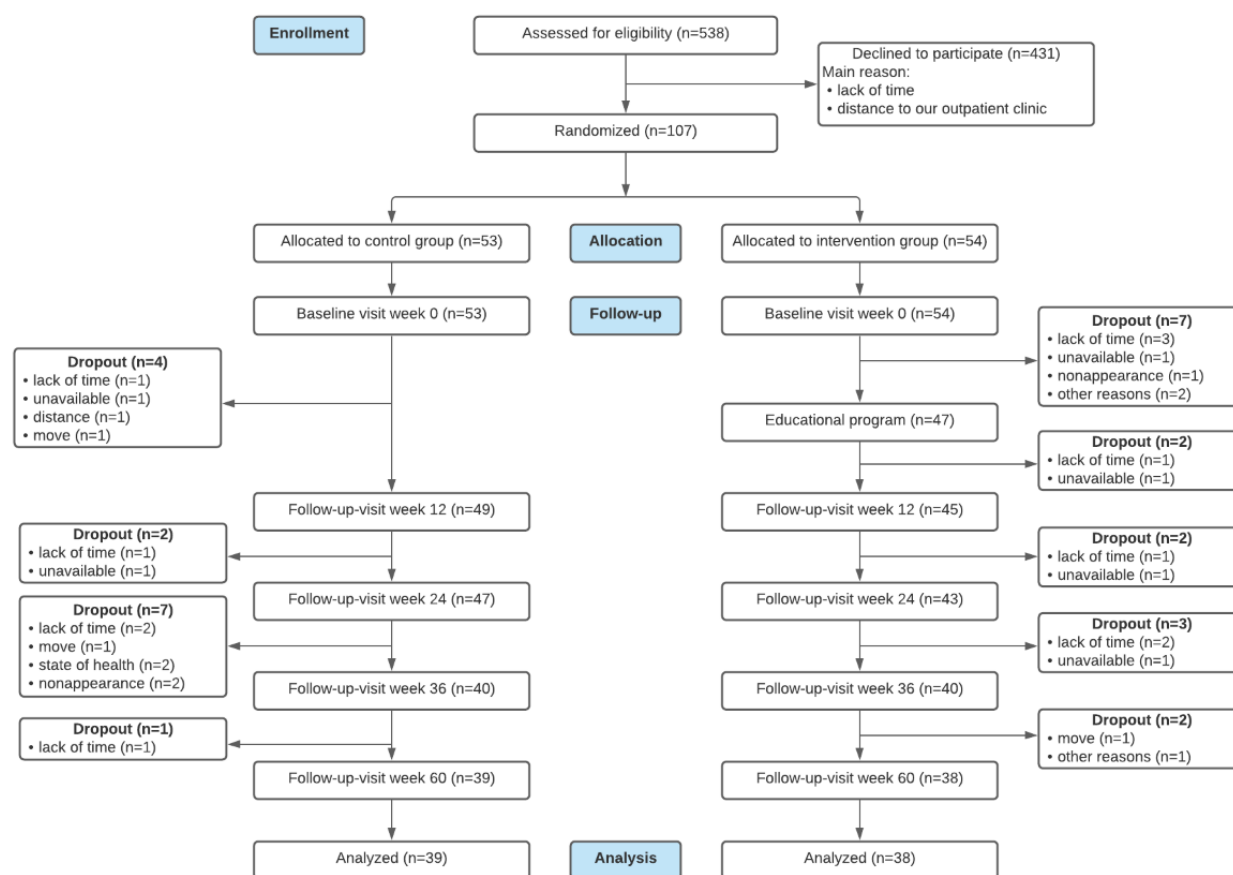 Enrollment
Assessed for eligibility (n=538)
Declined to participate (n=431)
Main reason:
• lack of time
• distance to our outpatient clinic
Randomized (n=107)
Allocated to control group (n=53)
Allocation
Allocated to intervention group (n=54)
Baseline visit week 0 (n=53)
Follow-up
Baseline visit week 0 (n=54)
Dropout (n=7)
• lack of time (n=3)
• unavailable (n=1)
• nonappearance (n=1)
• other reasons (n=2)
Dropout (n=4)
• lack of time (n=1)
• unavailable (n=1)
• distance (n=1)
• move (n=1)
Educational program (n=47)
Dropout (n=2)
• lack of time (n=1)
• unavailable (n=1)
Follow-up-visit week 12 (n=49)
Follow-up-visit week 12 (n=45)
Dropout (n=2)
• lack of time (n=1)
• unavailable (n=1)
Dropout (n=2)
• lack of time (n=1)
• unavailable (n=1)
Follow-up-visit week 24 (n=47)
Follow-up-visit week 24 (n=43)
Dropout (n=7)
• lack of time (n=2)
• move (n=1)
• state of health (n=2)
• nonappearance (n=2)
Dropout (n=3)
• lack of time (n=2)
• unavailable (n=1)
Follow-up-visit week 36 (n=40)
Follow-up-visit week 36 (n=40)
Dropout (n=1)
• lack of time (n=1)
Dropout (n=2)
• move (n=1)
• other reasons (n=1)
Follow-up-visit week 60 (n=39)
Follow-up-visit week 60 (n=38)
Analyzed (n=39)
Analysis
Analyzed (n=38)